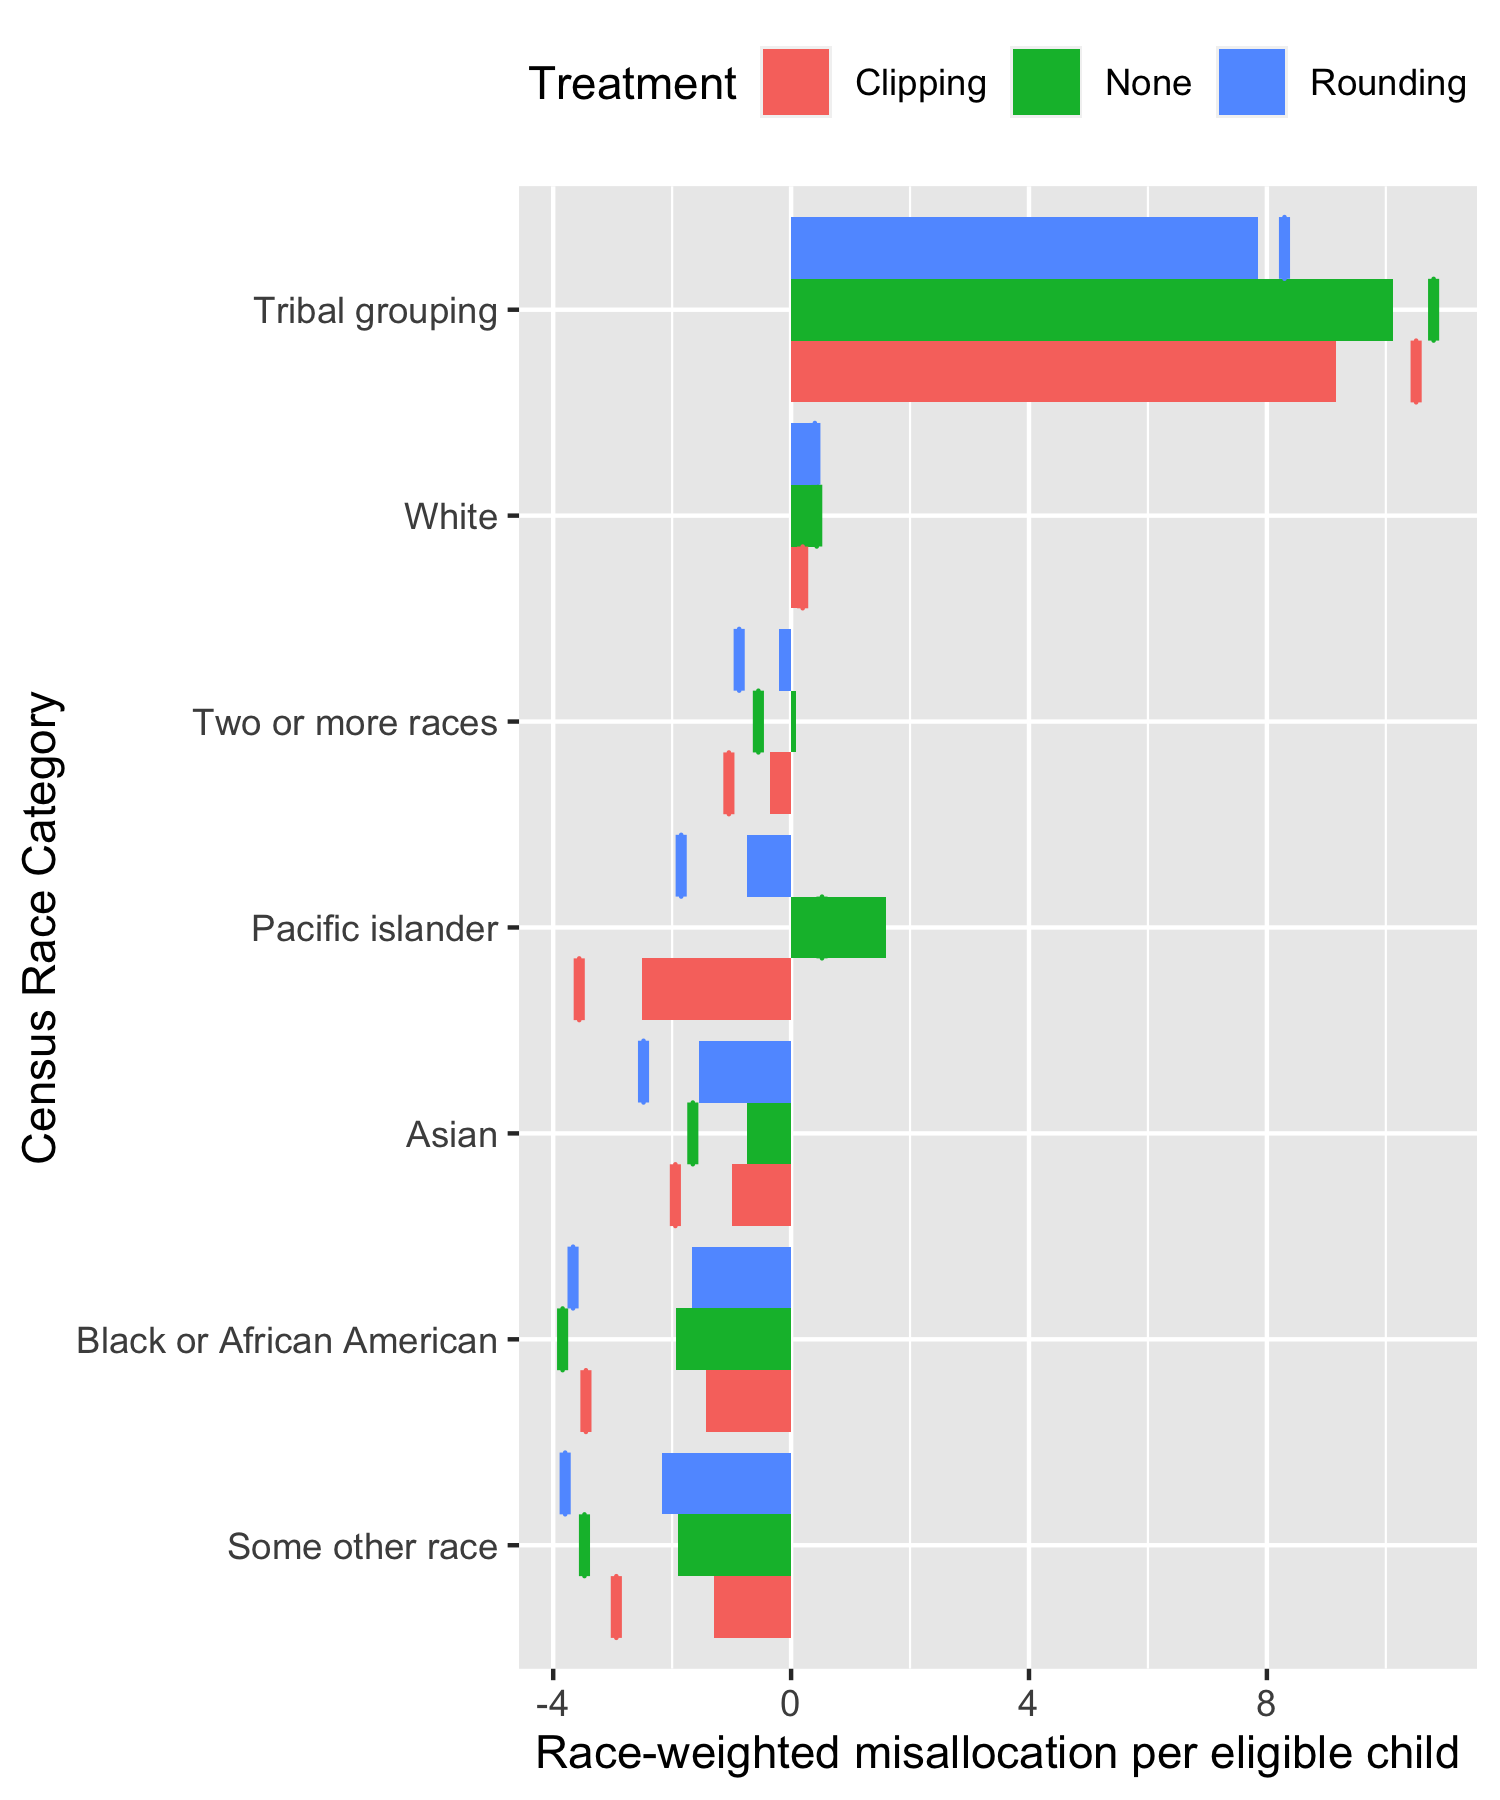 Treatment Clipping None Rounding
Tribal grouping
White
Two or more races
Pacific islander
Asian
Black or African American
Some other race
Census Race Category
-4 0 4 8
Race-weighted misallocation per eligible child